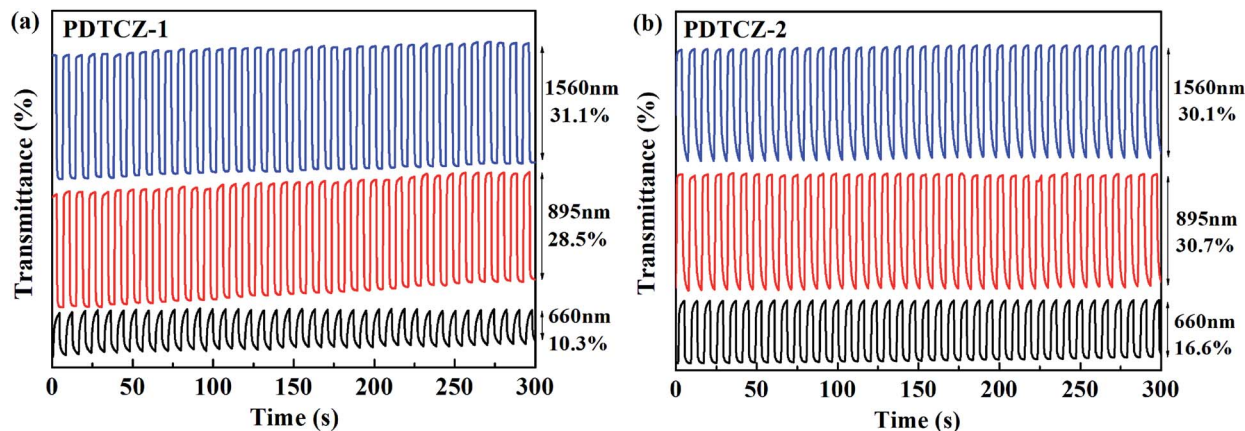 (a)
PDTCZ-1
Transmittance (%)
1560nm
31.1%
895nm
28.5%
660nm
10.3%
0 50 100 150 200 250 300
Time (s)
(b)
PDTCZ-2
Transmittance (%)
1560nm
30.1%
895nm
30.7%
660nm
16.6%
0 50 100 150 200 250 300
Time (s)